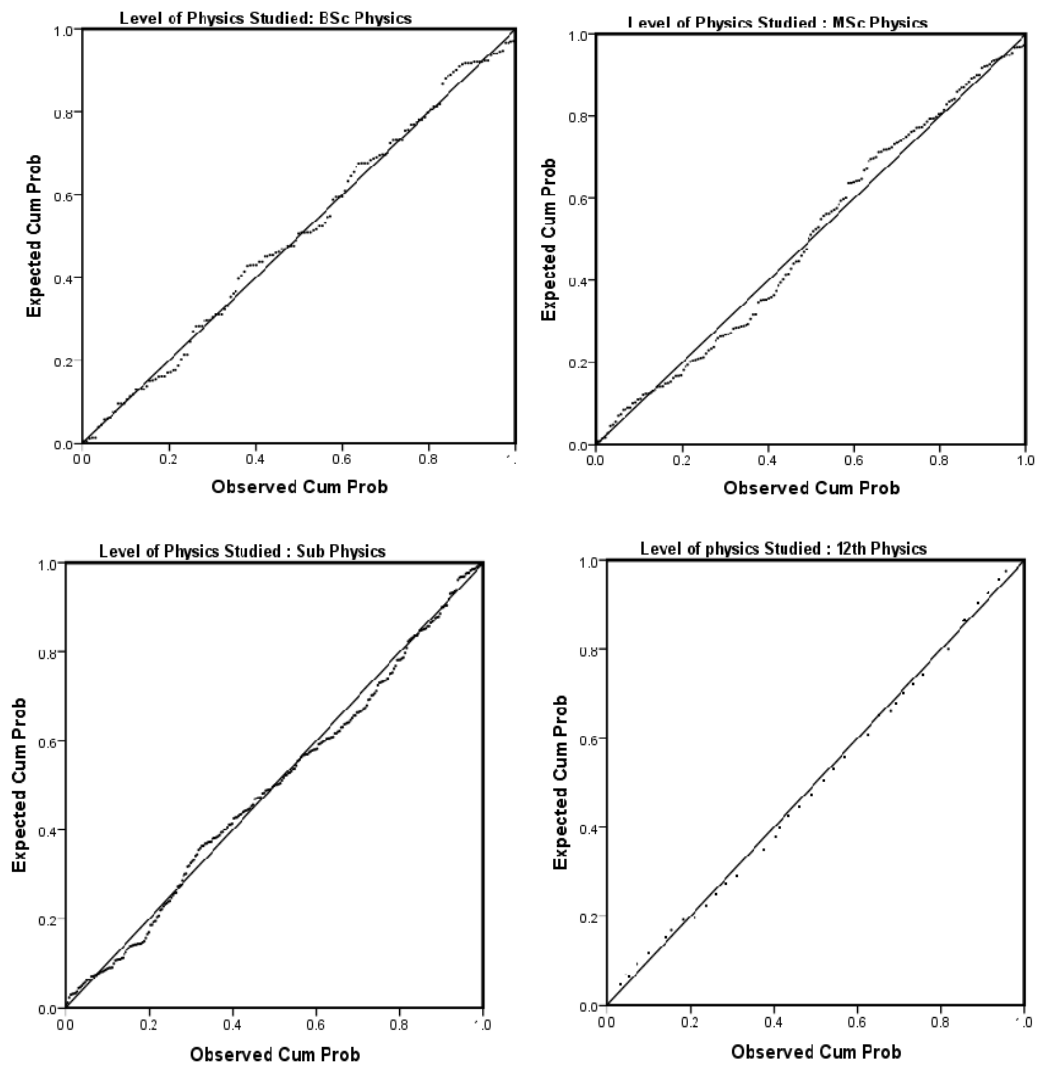 Level of Physics Studied: BSc Physics
1.0
0.8
0.6
0.4
0.2
0.0
Expected Cum Prob
0.0 0.2 0.4 0.6 0.8 1.
Observed Cum Prob
Level of Physics Studied : MSc Physics
1.0
0.8
0.6
0.4
0.2
0.0
Expected Cum Prob
0.0 0.2 0.4 0.6 0.8 1.0
Observed Cum Prob
Level of Physics Studied : Sub Physics
1.0
0.8
0.6
0.4
0.2
0.0
Expected Cum Prob
0.0 0.2 0.4 0.6 0.8 1.0
Observed Cum Prob
Level of physics Studied : 12th Physics
1.0
0.8
0.6
0.4
0.2
0.0
Expected Cum Prob
0.0 0.2 0.4 0.6 0.8 1.0
Observed Cum Prob